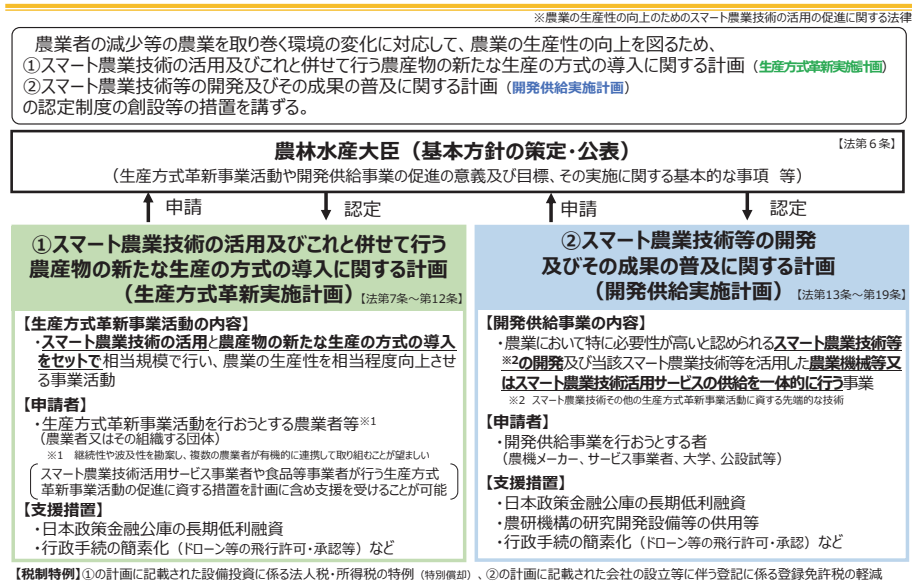 ※農業の生産性の向上のためのスマート農業技術の活用の促進に関する法律
農業者の減少等の農業を取り巻く環境の変化に対応して、農業の生産性の向上を図るため、
①スマート農業技術の活用及びこれと併せて行う農産物の新たな生産の方式の導入に関する計画（生産方式革新実施計画）
②スマート農業技術等の開発及びその成果の普及に関する計画（開発供給実施計画）
の認定制度の創設等の措置を講ずる。
農林水産大臣（基本方針の策定・公表）
【法第６条】
（生産方式革新事業活動や開発供給事業の促進の意義及び目標、その実施に関する基本的な事項 等）
申請 認定 申請 認定
①スマート農業技術の活用及びこれと併せて行う
農産物の新たな生産の方式の導入に関する計画
（生産方式革新実施計画）【法第7条～第12条】
【生産方式革新事業活動の内容】
・スマート農業技術の活用と農産物の新たな生産の方式の導入
をセットで相当規模で行い、農業の生産性を相当程度向上させ
る事業活動
【申請者】
・生産方式革新事業活動を行おうとする農業者等※1
（農業者又はその組織する団体）
※1 継続性や波及性を勘案し、複数の農業者が有機的に連携して取り組むことが望ましい
スマート農業技術活用サービス事業者や食品等事業者が行う生産方式
革新事業活動の促進に資する措置を計画に含め支援を受けることが可能
【支援措置】
・日本政策金融公庫の長期低利融資
・行政手続の簡素化（ドローン等の飛行許可・承認等）など
②スマート農業技術等の開発
及びその成果の普及に関する計画
（開発供給実施計画）【法第13条～第19条】
【開発供給事業の内容】
・農業において特に必要性が高いと認められるスマート農業技術等
※2の開発及び当該スマート農業技術等を活用した農業機械等又
はスマート農業技術活用サービスの供給を一体的に行う事業
※2 スマート農業技術その他の生産方式革新事業活動に資する先端的な技術
【申請者】
・開発供給事業を行おうとする者
（農機メーカー、サービス事業者、大学、公設試等）
【支援措置】
・日本政策金融公庫の長期低利融資
・農研機構の研究開発設備等の供用等
・行政手続の簡素化（ドローン等の飛行許可・承認）など
【税制特例】①の計画に記載された設備投資に係る法人税・所得税の特例（特別償却）、②の計画に記載された会社の設立等に伴う登記に係る登録免許税の軽減